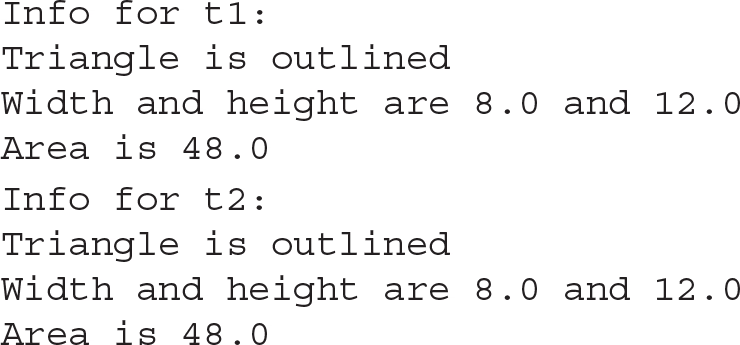 Info for t1:
Triangle is outlined
Width and height are 8.0 and 12.0
Area is 48.0
Info for t2:
Triangle is outlined
Width and height are 8.0 and 12.0
Area is 48.0